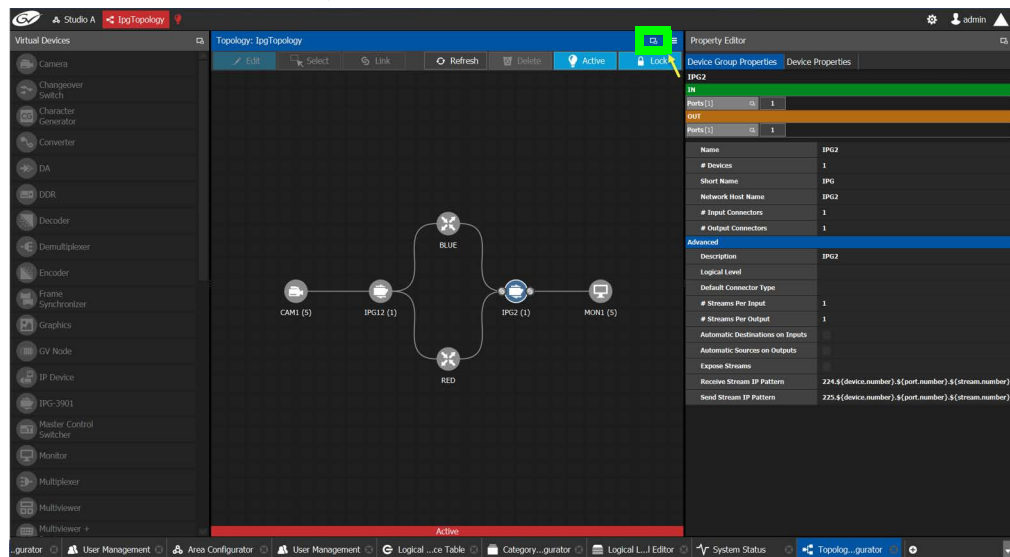 GV Studio A IpgTopology admin
Virtual Devices
Camera
Changeover
Switch
Character
Generator
CG
Converter
DA
DDR
Decoder
Demultiplexer
Encoder
Frame
Synchronizer
Graphics
GV Node
IP Device
IPG-3901
Master Control
Switcher
Monitor
Multiplexer
Multiviewer
Multiviewer +
Topology: IpgTopology
Edit Select Link Refresh Delete Active Lock
BLUE
CAM1 (5) IPG12 (1) IPG2 (1) MON1 (5)
RED
Active
Property Editor
Device Group Properties Device Properties
IPG2
IN
Ports [1] 1
OUT
Ports [1] 1
Name IPG2
# Devices 1
Short Name IPG
Network Host Name IPG2
# Input Connectors 1
# Output Connectors 1
Advanced
Description IPG2
Logical Level
Default Connector Type
# Streams Per Input 1
# Streams Per Output 1
Automatic Destinations on Inputs
Automatic Sources on Outputs
Expose Streams
Receive Stream IP Pattern 224.${device.number}.${port.number}.${stream.number}
Send Stream IP Pattern 225.${device.number}.${port.number}.${stream.number}
..gurator User Management Area Configurator User Management Logical ...ce Table Category...gurator Logical L...l Editor System Status Topolog...gurator